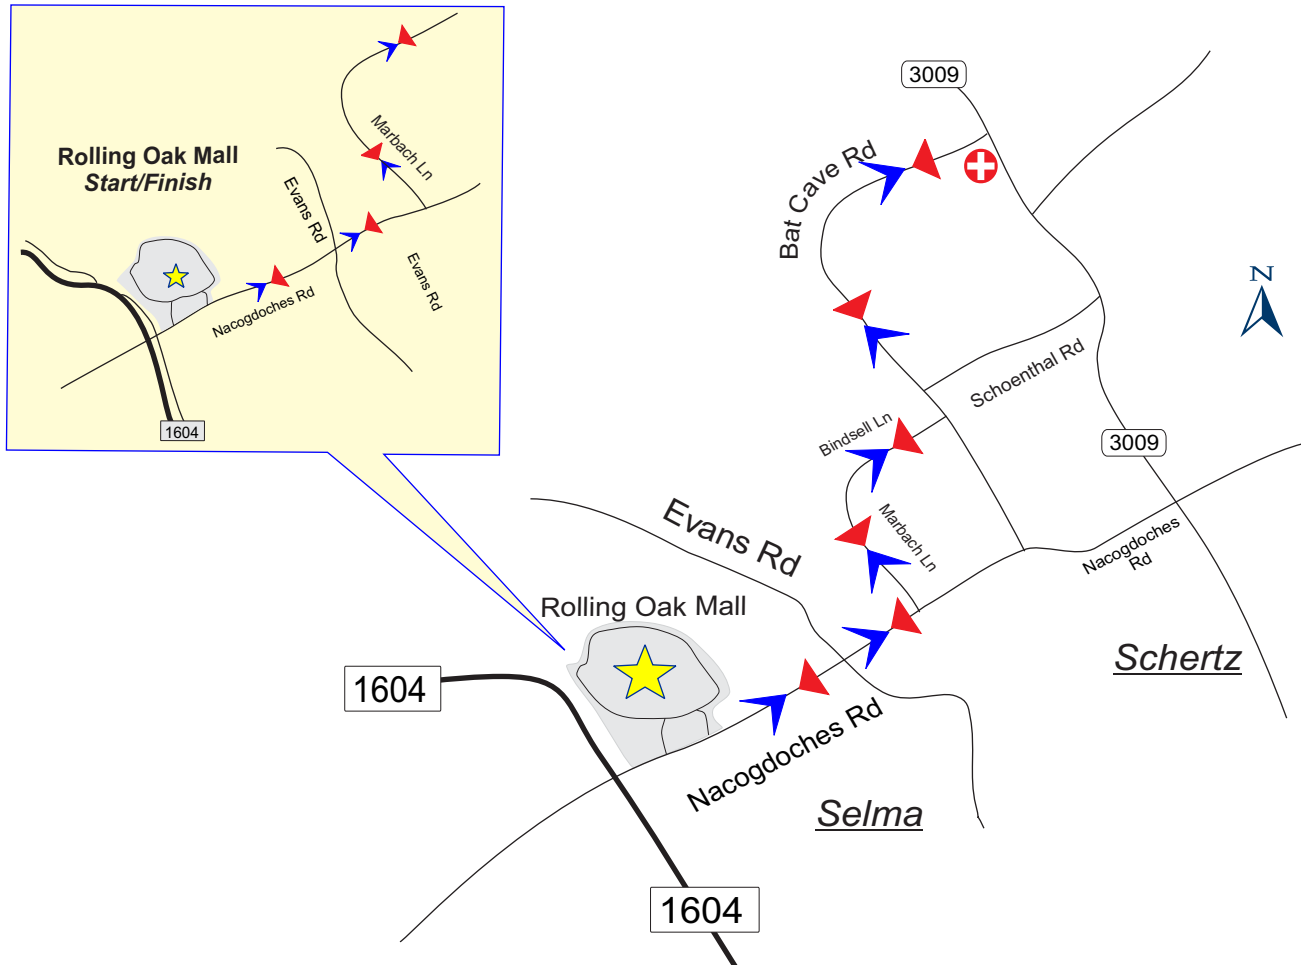 Rolling Oak Mall
Start/Finish
Marbach Ln
Evans Rd
Evans Rd
Nacogdoches Rd
1604
3009
Bat Cave Rd
N
Schoenthal Rd
Bindsell Ln
3009
Evans Rd
Marbach Ln
Nacogdoches
Rd
Rolling Oak Mall
Schertz
1604
Nacogdoches Rd
Selma
1604